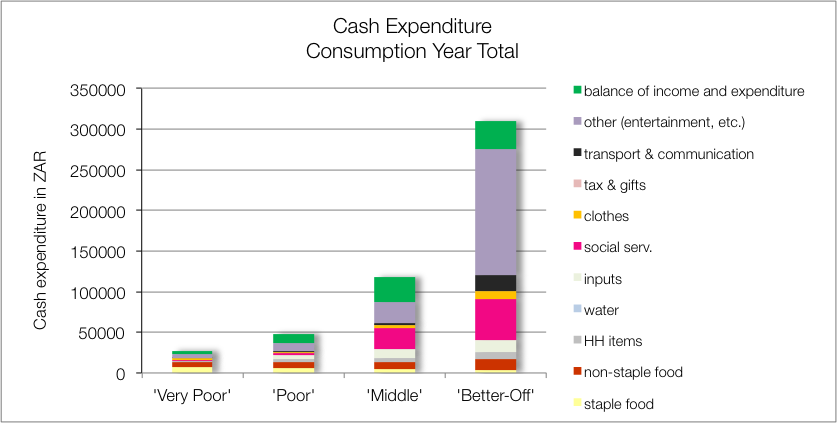 Cash Expenditure
Consumption Year Total
Cash expenditure in ZAR
350000
300000
250000
200000
150000
100000
50000
0
'Very Poor'
'Poor'
'Middle'
'Better-Off'
balance of income and expenditure
other (entertainment, etc.)
transport & communication
tax & gifts
clothes
social serv.
inputs
water
HH items
non-staple food
staple food